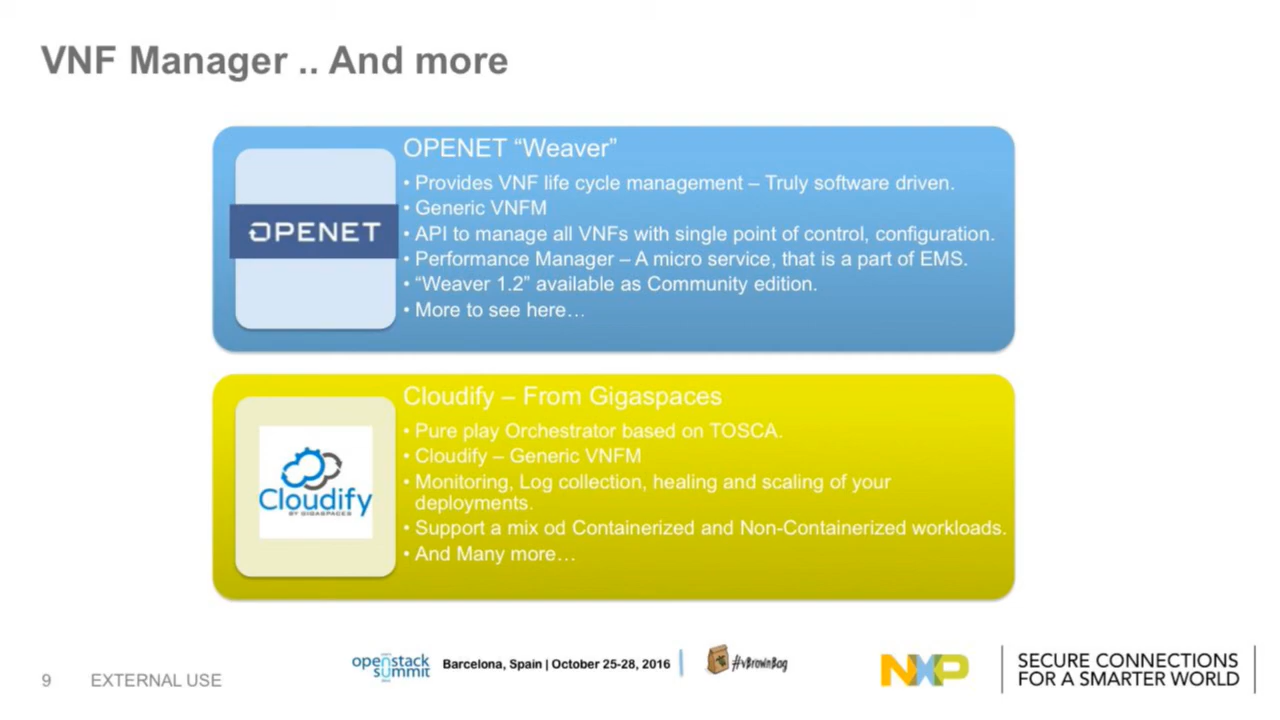 VNF Manager .. And more
OPENET “Weaver”
• Provides VNF life cycle management – Truly software driven.
• Generic VNFM
• API to manage all VNFs with single point of control, configuration.
• Performance Manager – A micro service, that is a part of EMS.
• “Weaver 1.2” available as Community edition.
• More to see here…
OPENET
Cloudify – From Gigaspaces
• Pure play Orchestrator based on TOSCA.
• Cloudify – Generic VNFM
• Monitoring, Log collection, healing and scaling of your
deployments.
• Support a mix od Containerized and Non-Containerized workloads.
• And Many more…
Cloudify
BY GIGASPACES
9
EXTERNAL USE
openstack
summit
Barcelona, Spain | October 25-28, 2016
#vBrownBag
NXP
SECURE CONNECTIONS
FOR A SMARTER WORLD